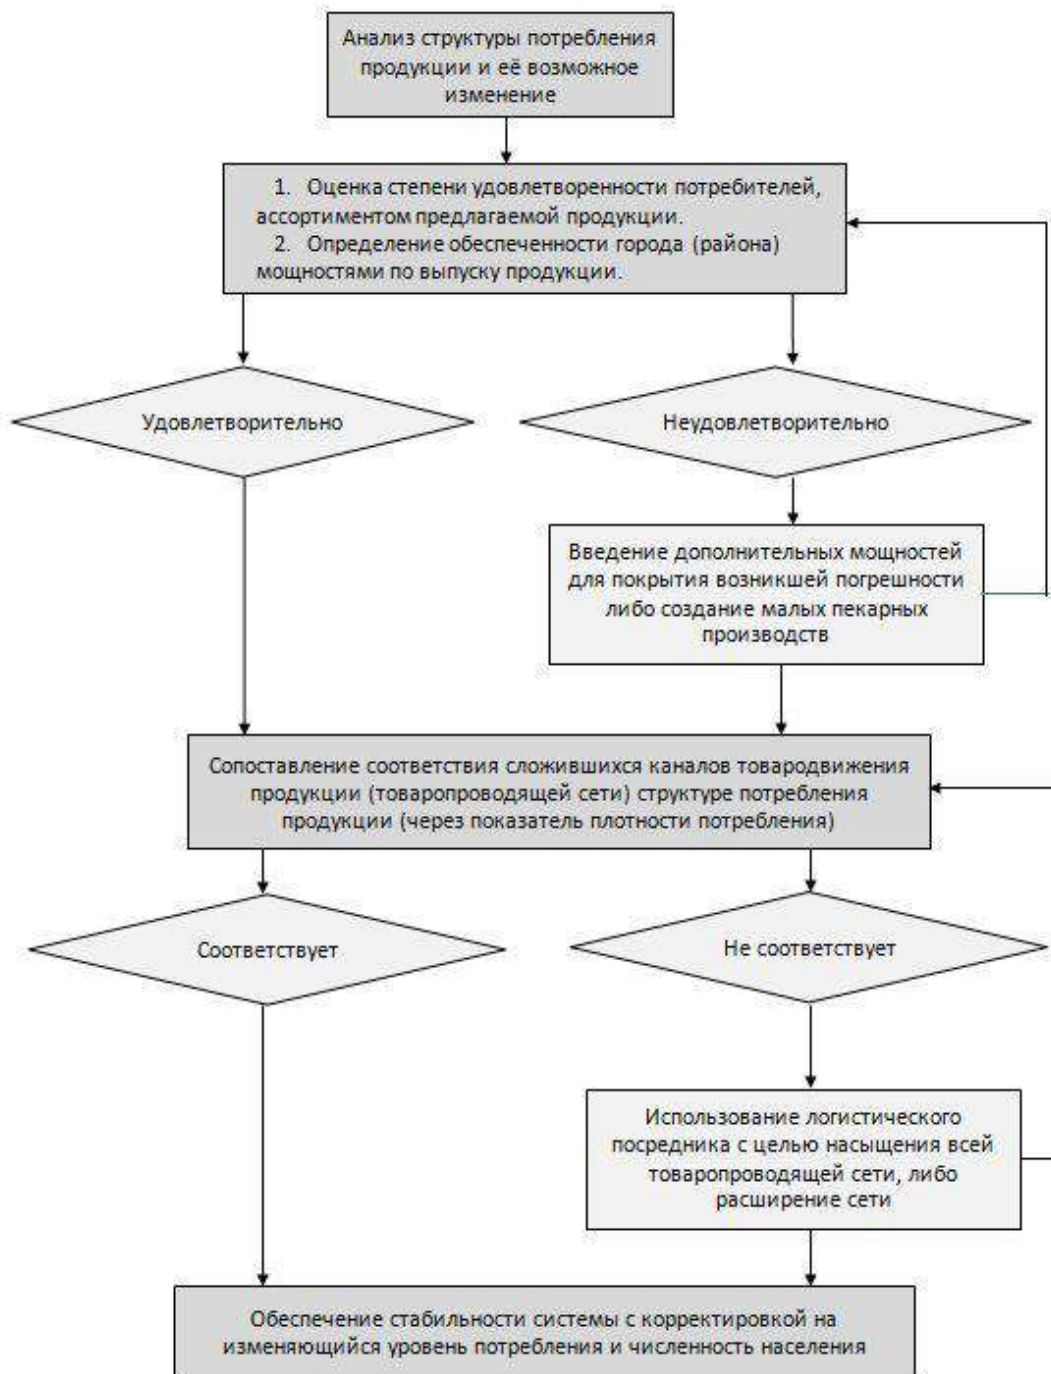 Анализ структуры потребления
продукции и её возможное
изменение
1. Оценка степени удовлетворенности потребителей,
ассортиментом предлагаемой продукции.
2. Определение обеспеченности города (района)
мощностями по выпуску продукции.
Удовлетворительно
Неудовлетворительно
Введение дополнительных мощностей
для покрытия возникшей погрешности
либо создание малых пекарных
производств
Сопоставление соответствия сложившихся каналов товародвижения
продукции (товаропроводящей сети) структуре потребления
продукции (через показатель плотности потребления)
Соответствует
Не соответствует
Использование логистического
посредника с целью насыщения всей
товаропроводящей сети, либо
расширение сети
Обеспечение стабильности системы с корректировкой на
изменяющийся уровень потребления и численность населения